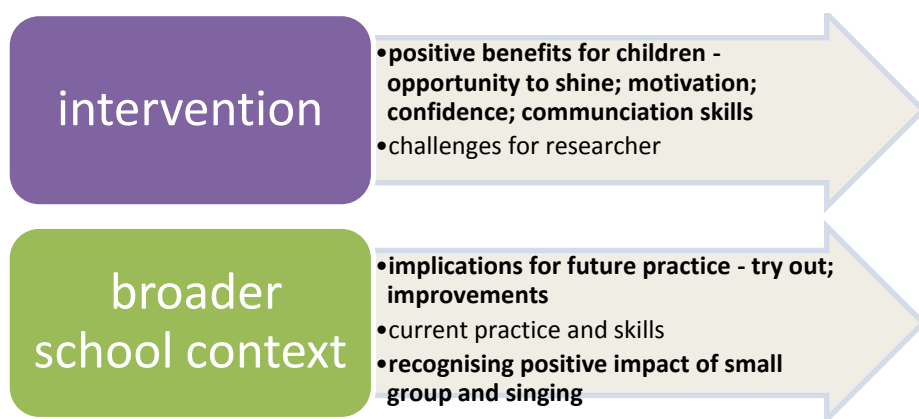 intervention
•positive benefits for children -
opportunity to shine; motivation;
confidence; communciation skills
•challenges for researcher
broader
school context
•implications for future practice - try out;
improvements
•current practice and skills
•recognising positive impact of small
group and singing